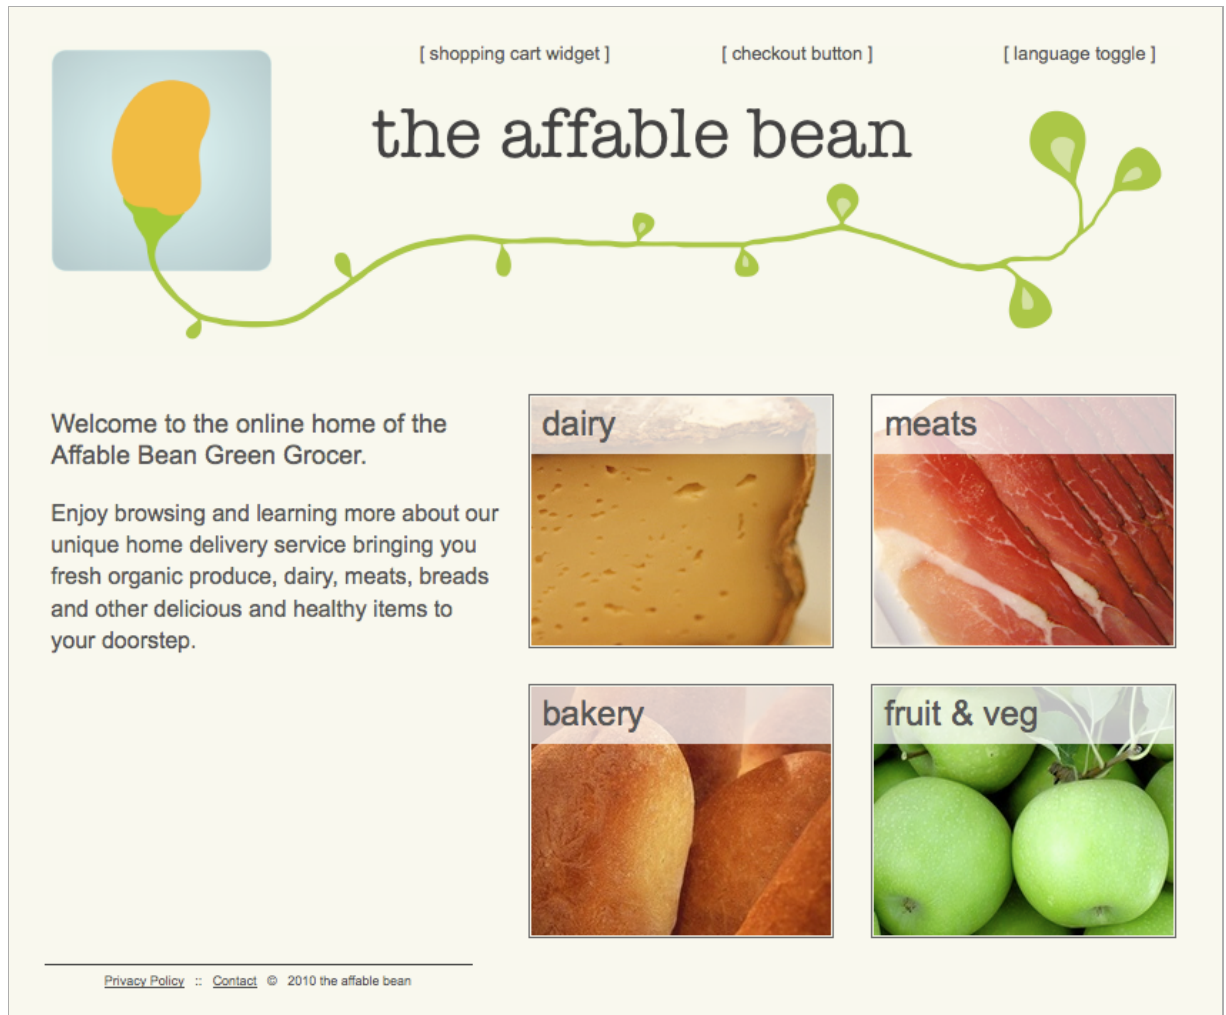 [ shopping cart widget ]
[ checkout button ]
[ language toggle ]
the affable bean
Welcome to the online home of the
Affable Bean Green Grocer.
Enjoy browsing and learning more about our
unique home delivery service bringing you
fresh organic produce, dairy, meats, breads
and other delicious and healthy items to
your doorstep.
dairy
meats
bakery
fruit & veg
Privacy Policy :: Contact © 2010 the affable bean